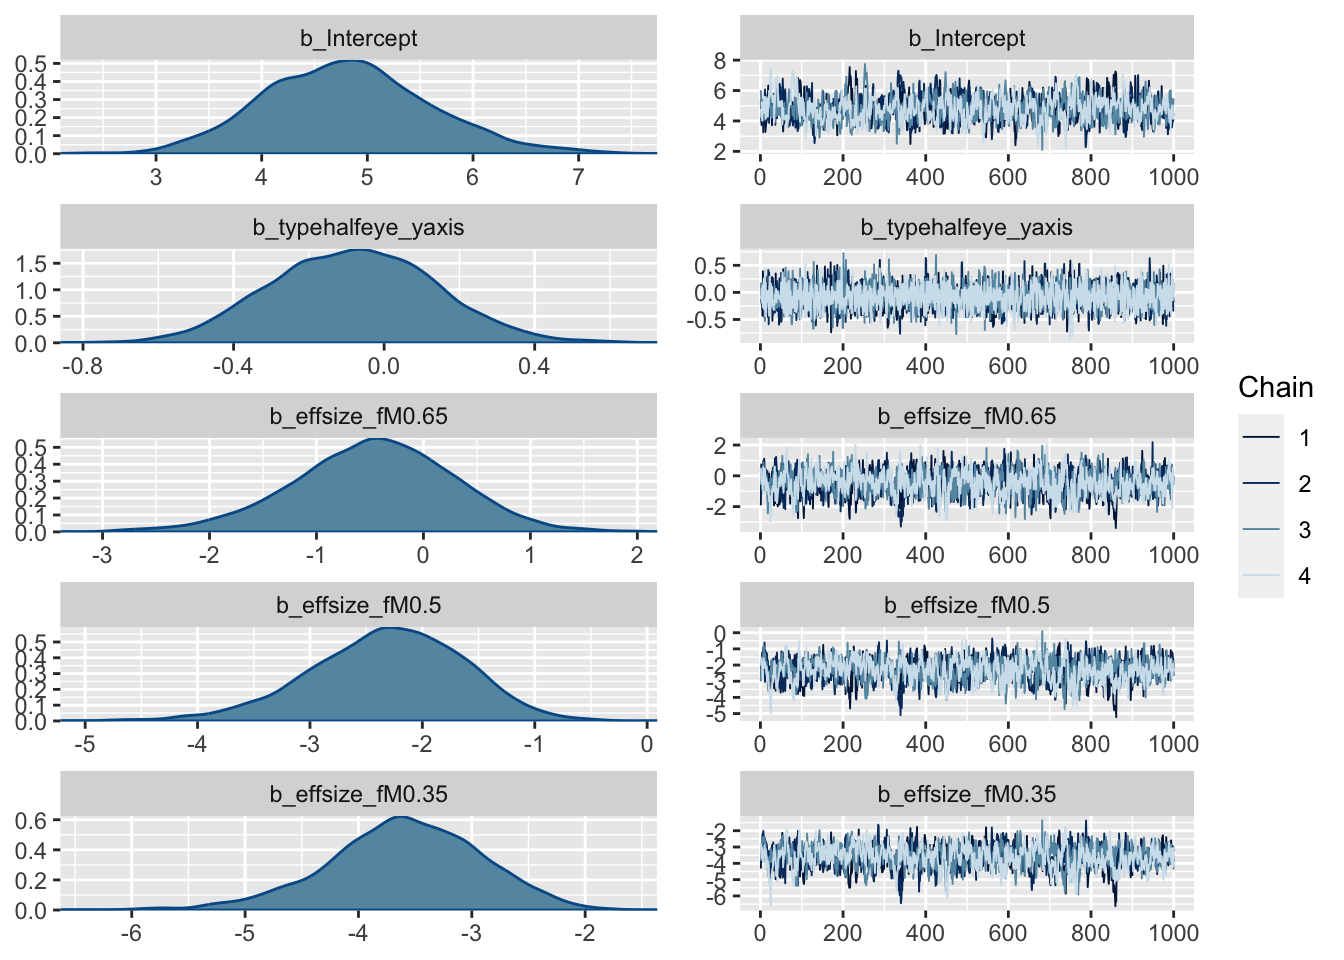 b_Intercept
0.5
0.4
0.3
0.2
0.1
0.0
3 4 5 6 7
b_Intercept
8
6
4
2
0 200 400 600 800 1000
b_typehalfeye_yaxis
1.5
1.0
0.5
0.0
-0.8 -0.4 0.0 0.4
b_typehalfeye_yaxis
0.5
0.0
-0.5
0 200 400 600 800 1000
b_effsize_fM0.65
0.5
0.4
0.3
0.2
0.1
0.0
-3 -2 -1 0 1 2
b_effsize_fM0.65
2
0
-2
0 200 400 600 800 1000
b_effsize_fM0.5
0.5
0.4
0.3
0.2
0.1
0.0
-5 -4 -3 -2 -1 0
b_effsize_fM0.5
0
-1
-2
-3
-4
-5
0 200 400 600 800 1000
b_effsize_fM0.35
0.6
0.4
0.2
0.0
-6 -5 -4 -3 -2
b_effsize_fM0.35
-2
-3
-4
-5
-6
0 200 400 600 800 1000
Chain
1
2
3
4